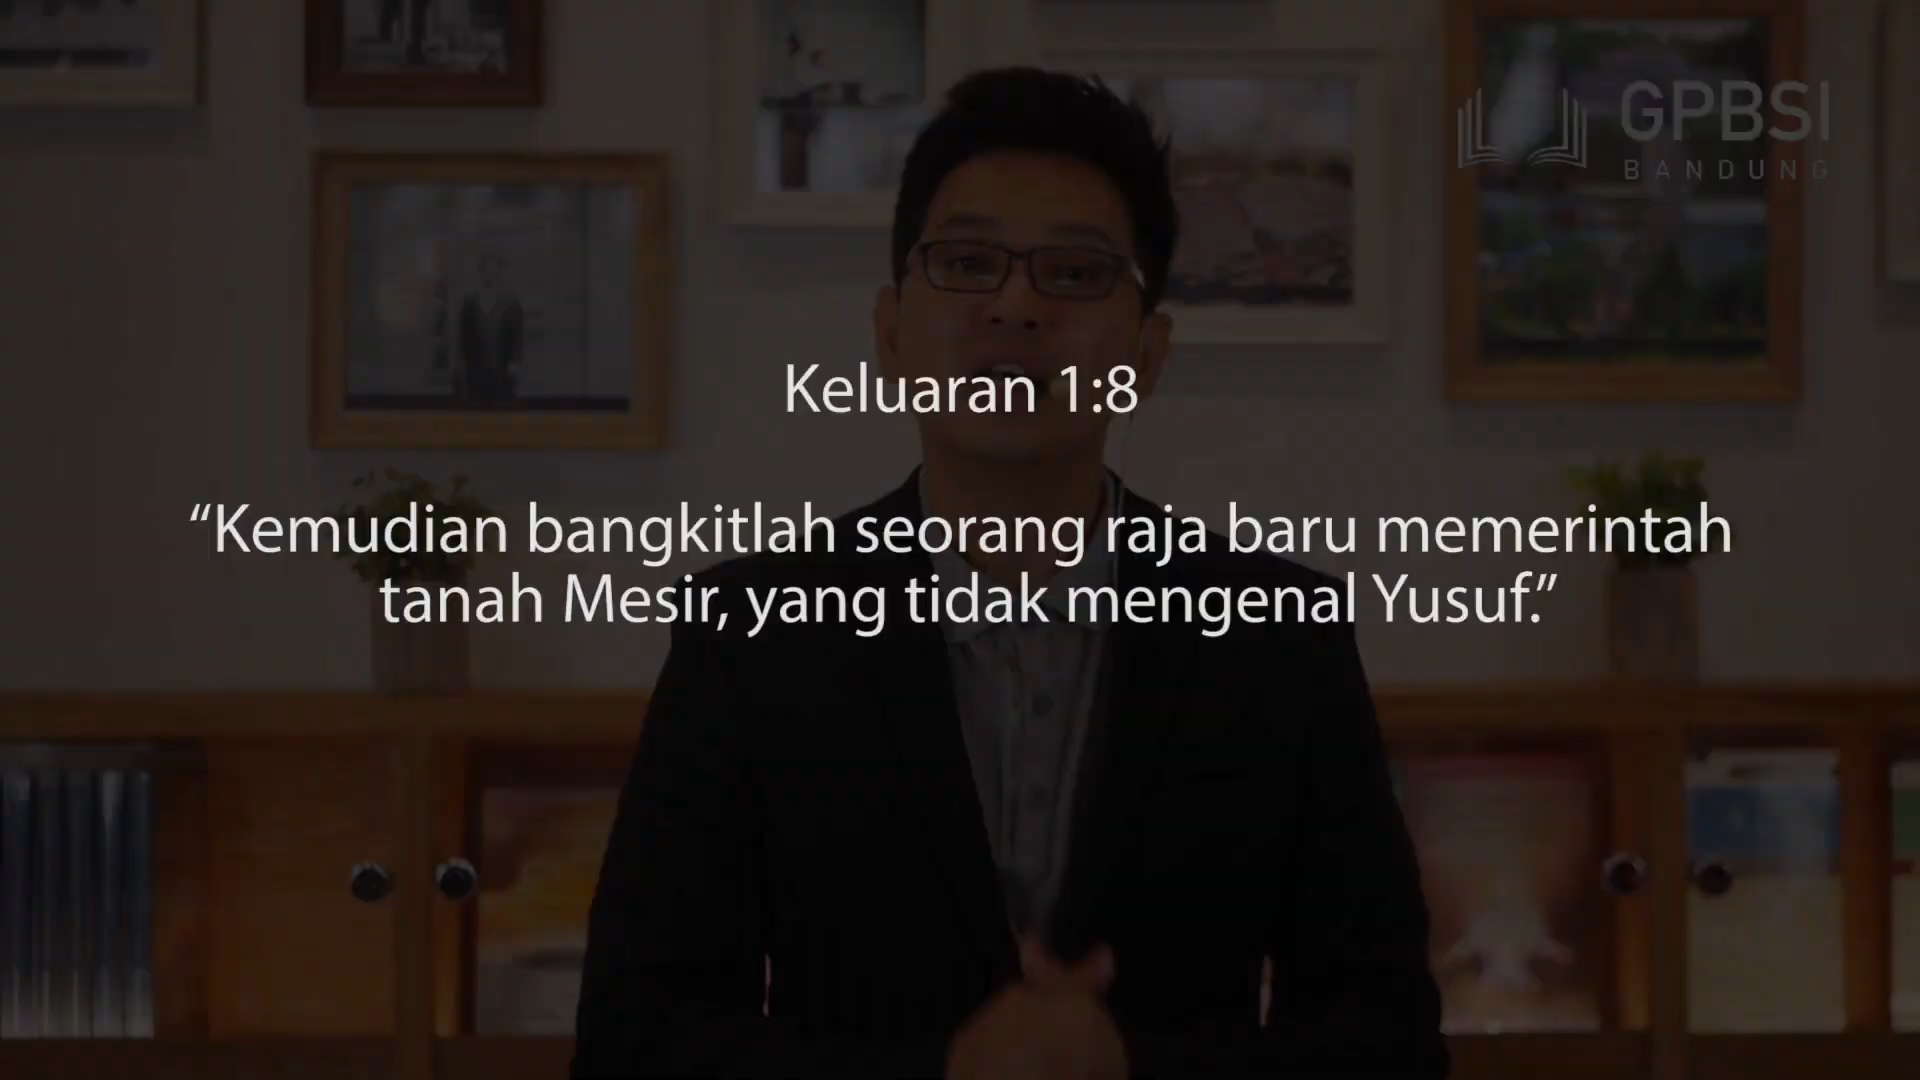 GPBSI
BANDUNG
Keluaran 1:8
“Kemudian bangkitlah seorang raja baru memerintah
tanah Mesir, yang tidak mengenal Yusuf.”